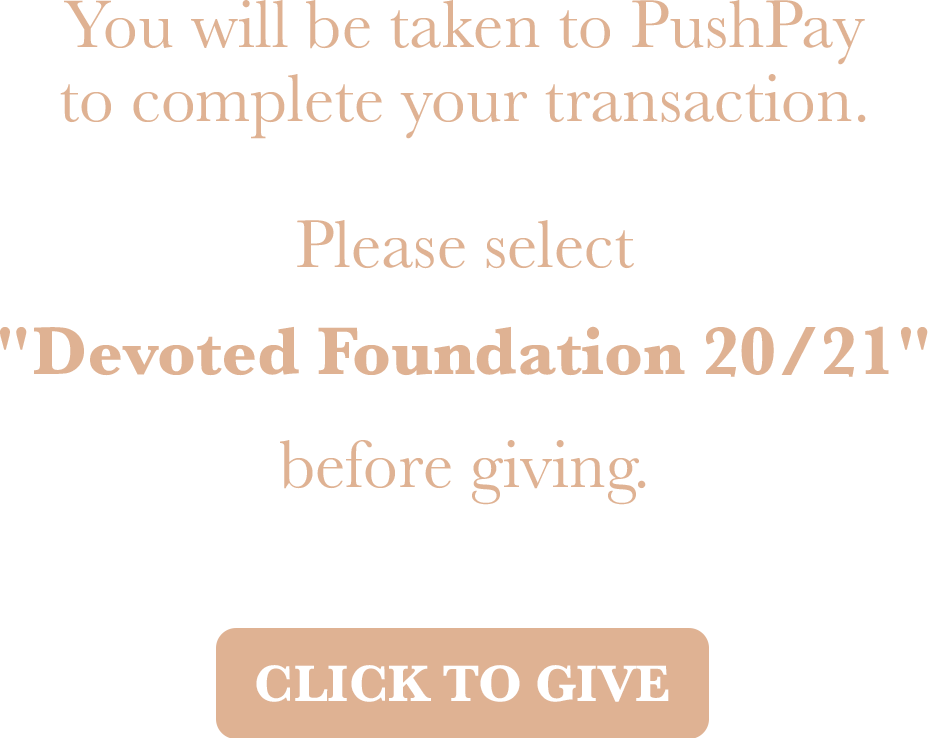 You will be taken to PushPay
to complete your transaction.
Please select
"Devoted Foundation 20/21"
before giving.
CLICK TO GIVE